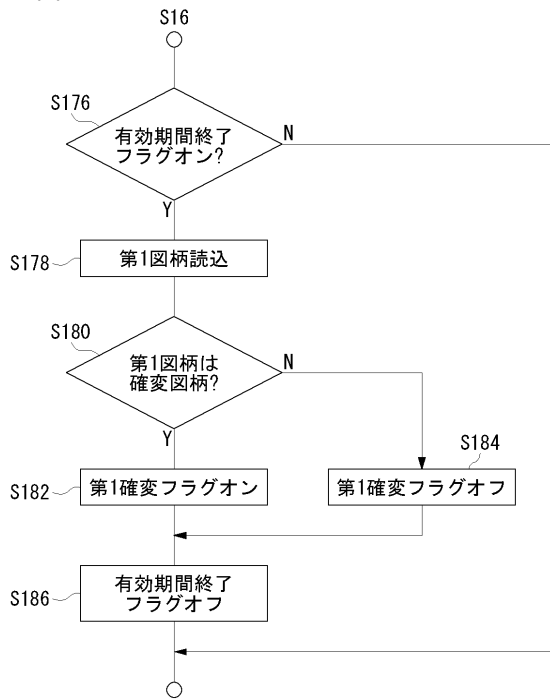 S16
S176
有効期間終了
フラグオン?
N
Y
S178
第1図柄読込
S180
第1図柄は
確変図柄?
N
Y
S184
S182
第1確変フラグオン
第1確変フラグオフ
S186
有効期間終了
フラグオフ